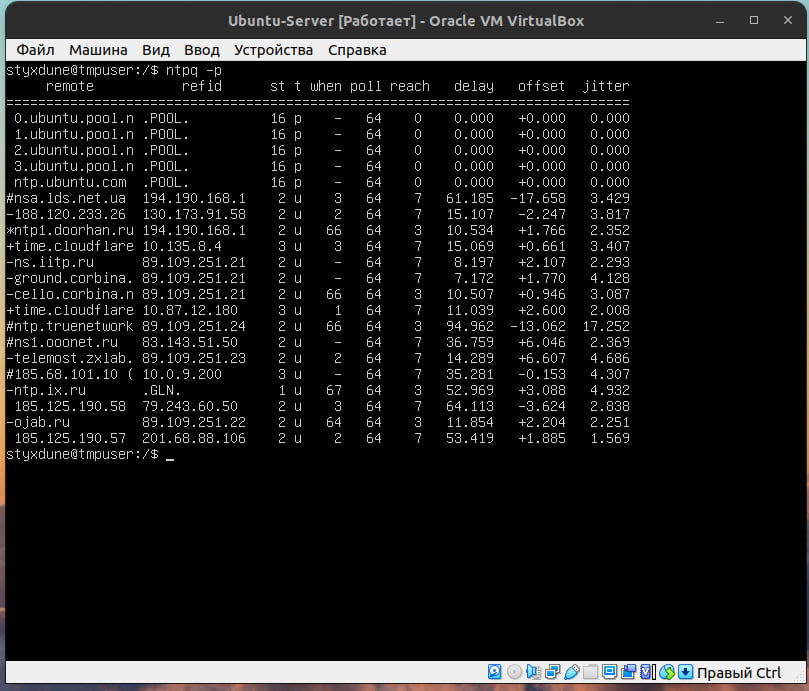 Ubuntu-Server [Работает] - Oracle VM VirtualBox
Файл Машина Вид Ввод Устройства Справка
styxdune@tmpuser:/$ ntpq -p
     remote           refid      st t when poll reach   delay   offset  jitter
==============================================================================
 0.ubuntu.pool.n .POOL.          16 p    -   64    0    0.000   +0.000   0.000
 1.ubuntu.pool.n .POOL.          16 p    -   64    0    0.000   +0.000   0.000
 2.ubuntu.pool.n .POOL.          16 p    -   64    0    0.000   +0.000   0.000
 3.ubuntu.pool.n .POOL.          16 p    -   64    0    0.000   +0.000   0.000
 ntp.ubuntu.com  .POOL.          16 p    -   64    0    0.000   +0.000   0.000
#nsa.lds.net.ua  194.190.168.1    2 u    3   64    7   61.185  -17.658   3.429
-188.120.233.26  130.173.91.58    2 u    2   64    7   15.107   -2.247   3.817
*ntp1.doorhan.ru 194.190.168.1    2 u   66   64    3   10.534   +1.766   2.352
+time.cloudflare 10.135.8.4       3 u    3   64    7   15.069   +0.661   3.407
-ns.iitp.ru      89.109.251.21    2 u    -   64    7    8.197   +2.107   2.293
-ground.corbina. 89.109.251.21    2 u    -   64    7    7.172   +1.770   4.128
-cello.corbina.n 89.109.251.21    2 u   66   64    3   10.507   +0.946   3.087
+time.cloudflare 10.87.12.180     3 u    1   64    7   11.039   +2.600   2.008
#ntp.truenetwork 89.109.251.24    2 u   66   64    3   94.962  -13.062  17.252
#ns1.ooonet.ru   83.143.51.50     2 u    -   64    7   36.759   +6.046   2.369
-telemost.zxlab. 89.109.251.23    2 u    2   64    7   14.289   +6.607   4.686
#185.68.101.10 ( 10.0.9.200       3 u    -   64    7   35.281   -0.153   4.307
-ntp.ix.ru       .GLN.            1 u   67   64    3   52.969   +3.088   4.932
 185.125.190.58  79.243.60.50     2 u    3   64    7   64.113   -3.624   2.838
-ojab.ru         89.109.251.22    2 u   64   64    3   11.854   +2.204   2.251
 185.125.190.57  201.68.88.106    2 u    2   64    7   53.419   +1.885   1.569
styxdune@tmpuser:/$ _
Правый Ctrl